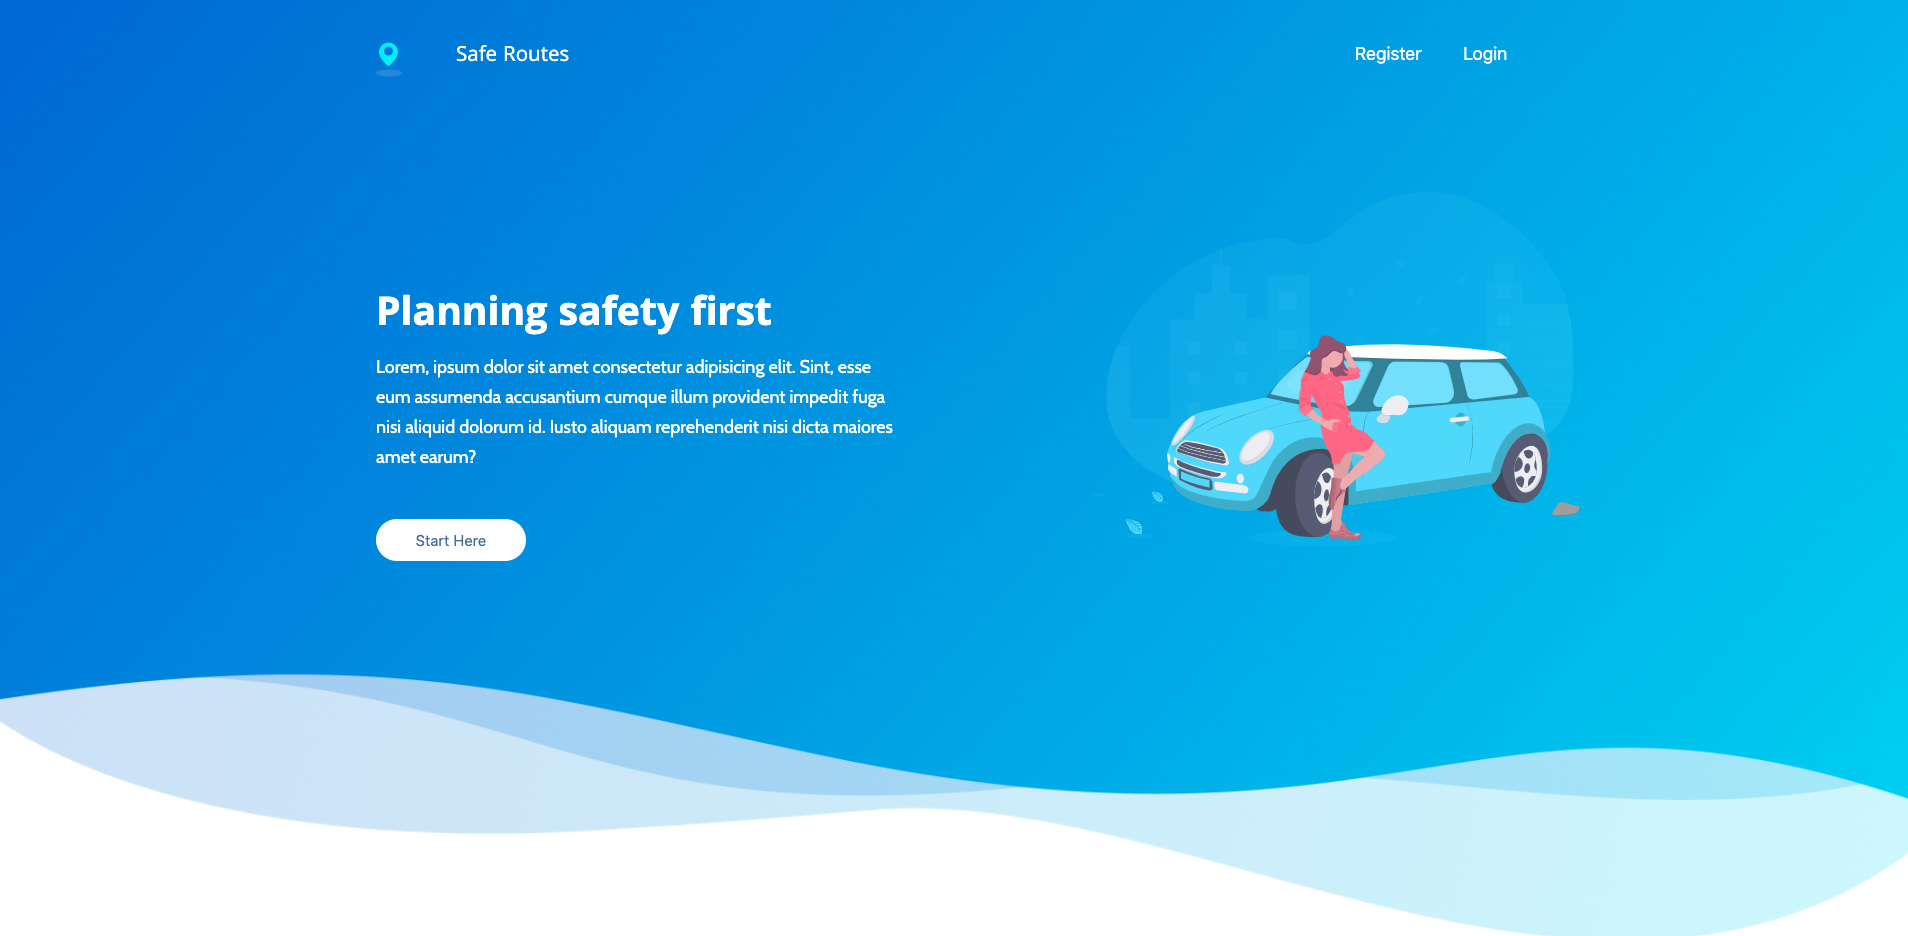 Safe Routes
Register
Login
Planning safety first
Lorem, ipsum dolor sit amet consectetur adipisicing elit. Sint, esse
eum assumenda accusantium cumque illum provident impedit fuga
nisi aliquid dolorum id. Iusto aliquam reprehenderit nisi dicta maiores
amet earum?
Start Here